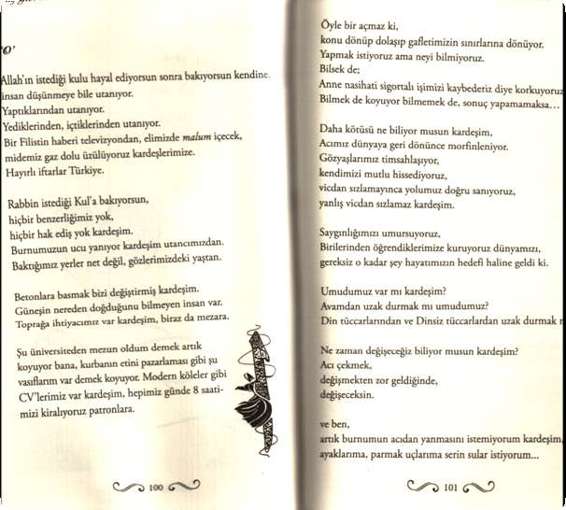 'O'
Allah'ın istediği kulu hayal ediyorsun sonra bakıyorsun kendine.
İnsan düşünmeye bile utanıyor.
Yaptıklarından utanıyor.
Yediklerinden, içtiklerinden utanıyor.
Bir Filistin haberi televizyondan, elimizde malum içecek,
midemiz gaz dolu üzülüyoruz kardeşlerimize.
Hayırlı iftarlar Türkiye.
Rabbin istediği Kul'a bakıyorsun,
hiçbir benzerliğimiz yok,
hiçbir hak ediş yok kardeşim.
Burnumuzun ucu yanıyor kardeşim utancımızdan.
Baktığımız yerler net değil, gözlerimizdeki yaştan.
Betonlara basmak bizi değiştirmiş kardeşim.
Güneşin nereden doğduğunu bilmeyen insan var.
Toprağa ihtiyacımız var kardeşim, biraz da mezara.
Şu üniversiteden mezun oldum demek artık
koyuyor bana, kurbanın etini pazarlaması gibi şu
vasıflarım var demek koyuyor. Modern köleler gibi
CV'lerimiz var kardeşim, hepimiz günde 8 saati-
mizi kiralıyoruz patronlara.
100
Öyle bir açmaz ki,
konu dönüp dolaşıp gafletimizin sınırlarına dönüyor.
Yapmak istiyoruz ama neyi bilmiyoruz.
Bilsek de;
Anne nasihati sigortalı işimizi kaybederiz diye korkuyoruz
Bilmek de koyuyor bilmemek de, sonuç yapamamaksa...
Daha kötüsü ne biliyor musun kardeşim,
Acımız dünyaya geri dönünce morfinleniyor.
Gözyaşlarımız timsahlaşıyor,
kendimizi mutlu hissediyoruz,
vicdan sızlamayınca yolumuz doğru sanıyoruz,
yanlış vicdan sızlamaz kardeşim.
Saygınlığımızı umursuyoruz,
Birilerinden öğrendiklerimize kuruyoruz dünyamızı,
gereksiz o kadar şey hayatımızın hedefi haline geldi ki.
Umudumuz var mı kardeşim?
Avamdan uzak durmak mı umudumuz?
Din tüccarlarından ve Dinsiz tüccarlardan uzak durmak
Ne zaman değişeceğiz biliyor musun kardeşim?
Acı çekmek,
değişmekten zor geldiğinde,
değişeceksin.
ve ben,
artık burnumun acıdan yanmasını istemiyorum kardeşim,
ayaklarıma, parmak uçlarıma serin sular istiyorum...
101